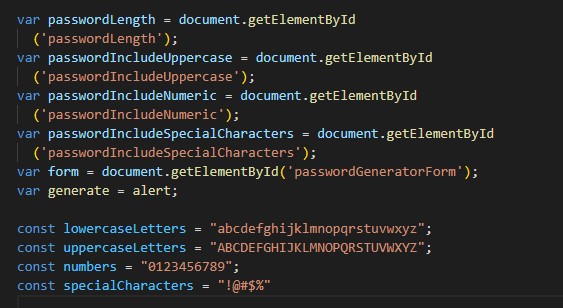 var passwordLength = document.getElementById
('passwordLength');
var passwordIncludeUppercase = document.getElementById
('passwordIncludeUppercase');
var passwordIncludeNumeric = document.getElementById
('passwordIncludeNumeric');
var passwordIncludeSpecialCharacters = document.getElementById
('passwordIncludeSpecialCharacters');
var form = document.getElementById('passwordGeneratorForm');
var generate = alert;
const lowercaseLetters = "abcdefghijklmnopqrstuvwxyz";
const uppercaseLetters = "ABCDEFGHIJKLMNOPQRSTUVWXYZ";
const numbers = "0123456789";
const specialCharacters = "!@#$%"